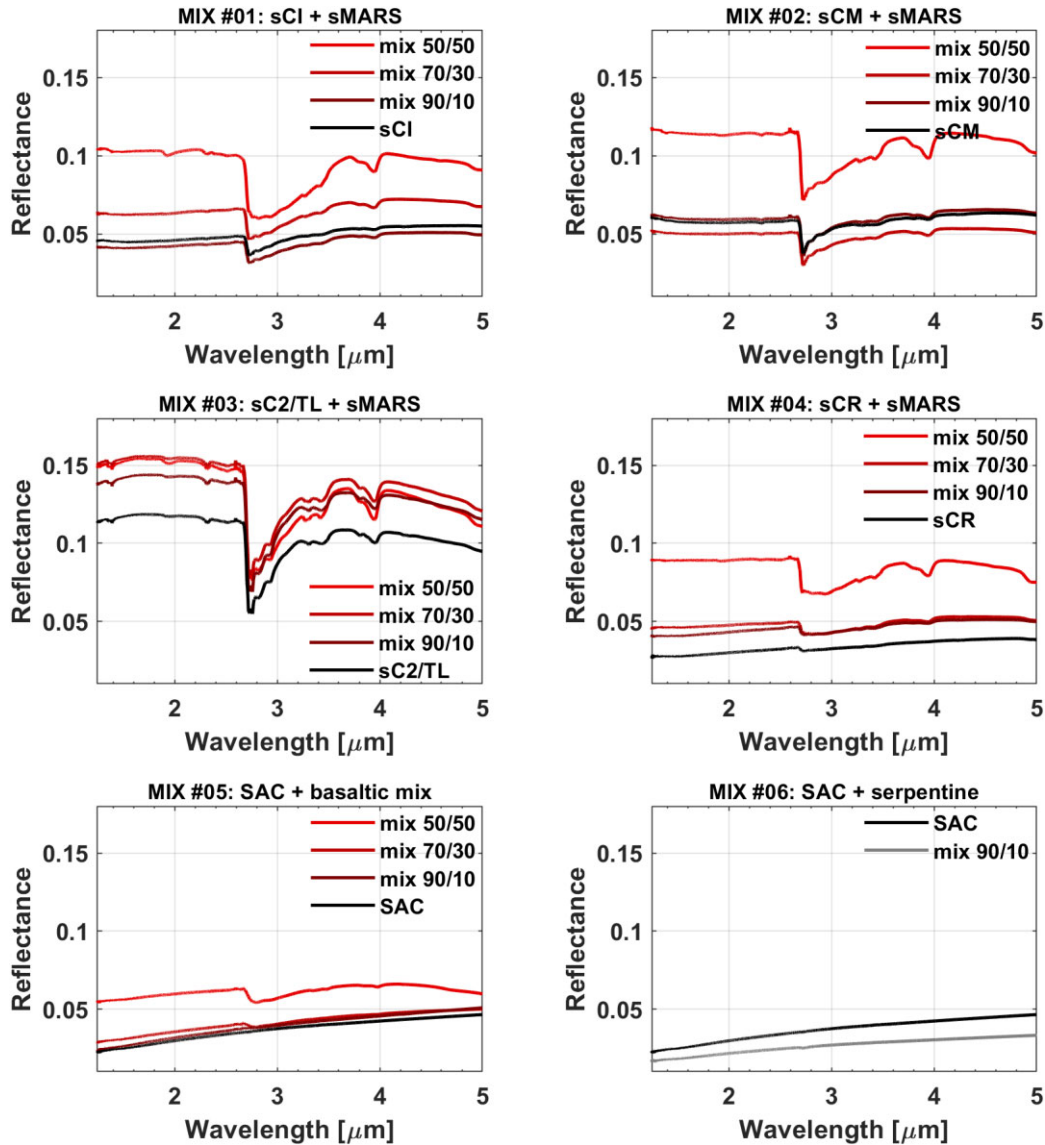 MIX #01: sCI + sMARS
mix 50/50
mix 70/30
mix 90/10
sCI
0.15
0.1
0.05
Reflectance
2 3 4 5
Wavelength [μm]
MIX #02: sCM + sMARS
mix 50/50
mix 70/30
mix 90/10
sCM
0.15
0.1
0.05
Reflectance
2 3 4 5
Wavelength [μm]
MIX #03: sC2/TL + sMARS
0.15
0.1
0.05
Reflectance
mix 50/50
mix 70/30
mix 90/10
sC2/TL
2 3 4 5
Wavelength [μm]
MIX #04: sCR + sMARS
mix 50/50
mix 70/30
mix 90/10
sCR
0.15
0.1
0.05
Reflectance
2 3 4 5
Wavelength [μm]
MIX #05: SAC + basaltic mix
mix 50/50
mix 70/30
mix 90/10
SAC
0.15
0.1
0.05
Reflectance
2 3 4 5
Wavelength [μm]
MIX #06: SAC + serpentine
SAC
mix 90/10
0.15
0.1
0.05
Reflectance
2 3 4 5
Wavelength [μm]